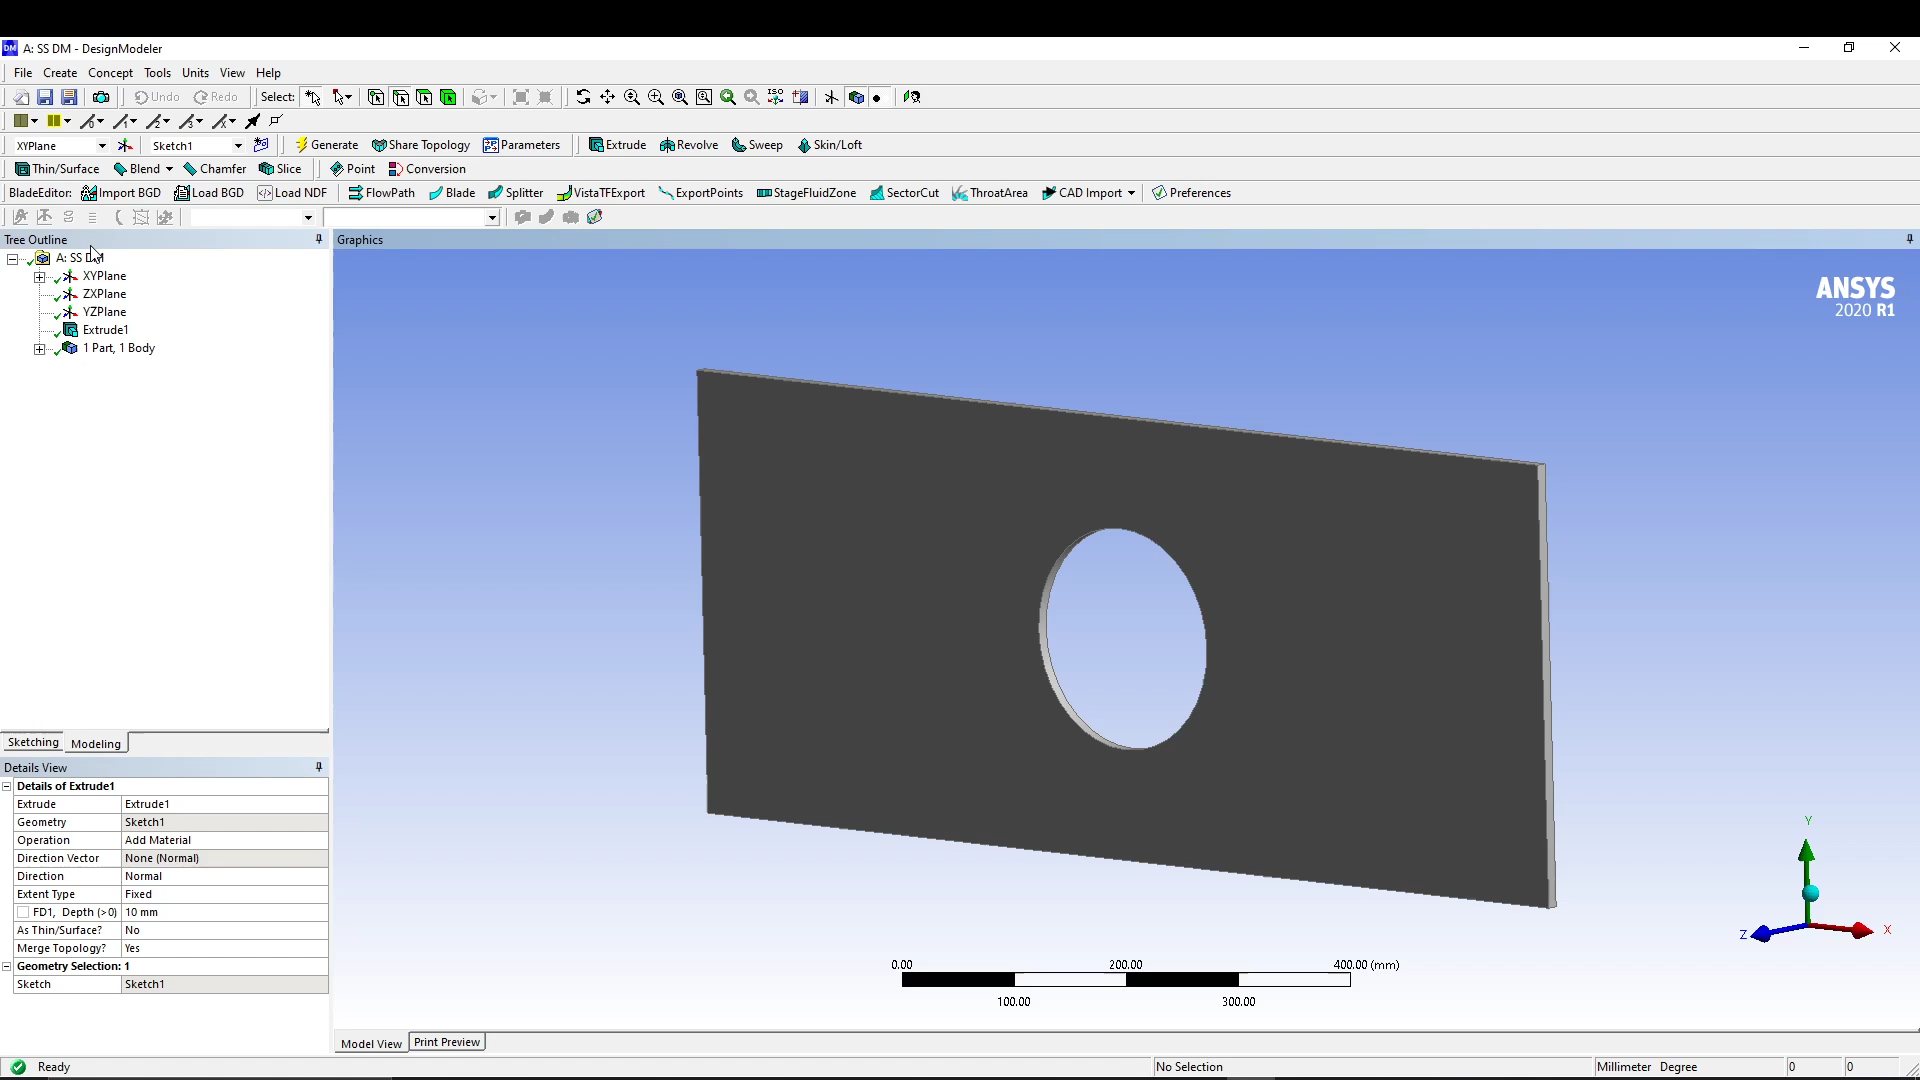 DM A: SS DM - DesignModeler
File Create Concept Tools Units View Help
Undo Redo Select: ISO
XYPlane Sketch1 Generate Share Topology Parameters Extrude Revolve Sweep Skin/Loft
Thin/Surface Blend Chamfer Slice Point Conversion
BladeEditor: Import BGD Load BGD Load NDF FlowPath Blade Splitter VistaTFExport ExportPoints StageFluidZone SectorCut ThroatArea CAD Import Preferences
Tree Outline
A: SS DM
XYPlane
ZXPlane
YZPlane
Extrude1
1 Part, 1 Body
Sketching Modeling
Details View
Details of Extrude1
Extrude Extrude1
Geometry Sketch1
Operation Add Material
Direction Vector None (Normal)
Direction Normal
Extent Type Fixed
FD1, Depth (>0) 10 mm
As Thin/Surface? No
Merge Topology? Yes
Geometry Selection: 1
Sketch Sketch1
Graphics
ANSYS
2020 R1
Y
Z X
0.00 200.00 400.00 (mm)
100.00 300.00
Model View Print Preview
Ready No Selection Millimeter Degree 0 0